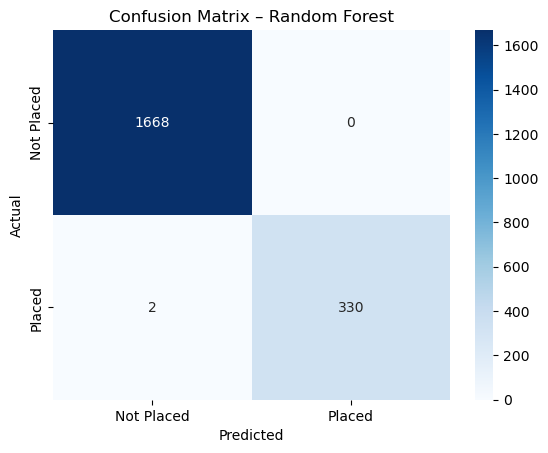 Confusion Matrix – Random Forest
Actual
Not Placed
1668
0
Placed
2
330
Not Placed
Placed
Predicted
1600
1400
1200
1000
800
600
400
200
0